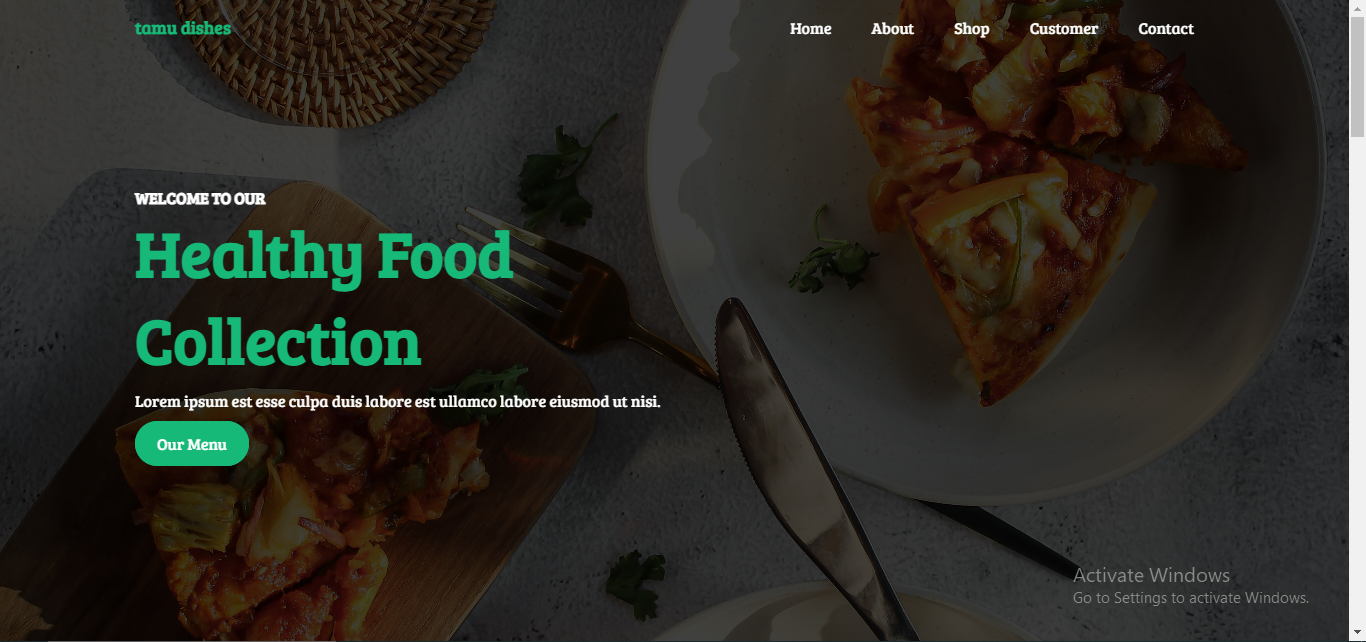 tamu dishes
Home About Shop Customer Contact
WELCOME TO OUR
Healthy Food
Collection
Lorem ipsum est esse culpa duis labore est ullamco labore eiusmod ut nisi.
Our Menu
Activate Windows
Go to Settings to activate Windows.